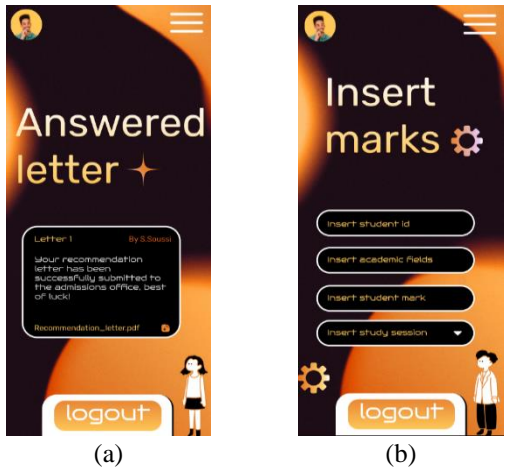 Answered
letter
Letter 1 By S.Soussi
Your recommendation
letter has been
successfully submitted to
the admissions office, best
of luck!
Recommendation_letter.pdf
logout
(a)
Insert
marks
Insert student id
Insert academic fields
Insert student mark
Insert study session
logout
(b)